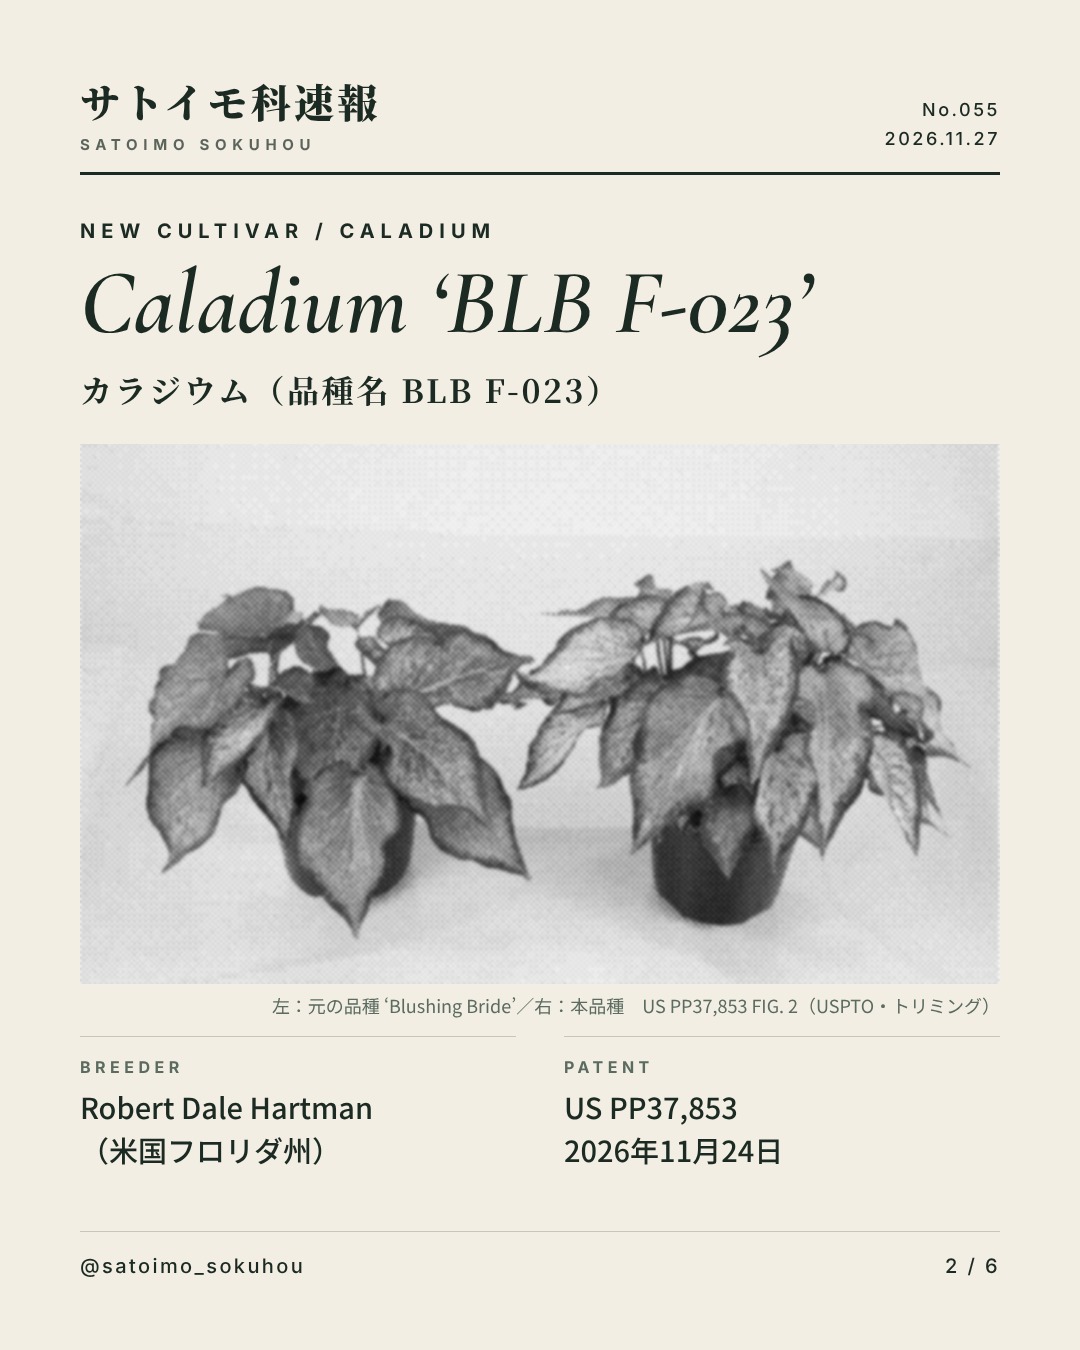 サトイモ科速報
SATOIMO SOKUHOU
No.055
2026.11.27
NEW CULTIVAR / CALADIUM
Caladium ‘BLB F-023’
カラジウム（品種名 BLB F-023）
左：元の品種 ‘Blushing Bride’／右：本品種　US PP37,853 FIG. 2（USPTO・トリミング）
BREEDER
Robert Dale Hartman
（米国フロリダ州）
PATENT
US PP37,853
2026年11月24日
@satoimo_sokuhou
2 / 6